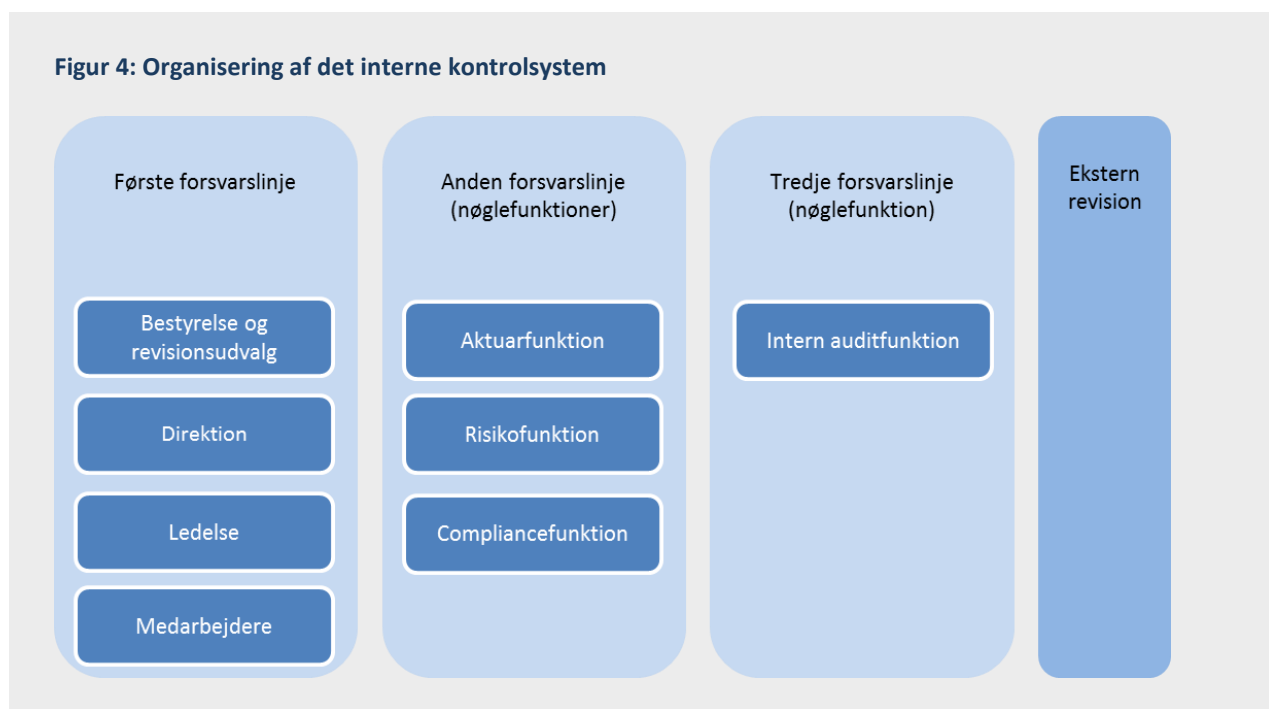 Figur 4: Organisering af det interne kontrolsystem
Første forsvarslinje
Bestyrelse og
revisionsudvalg
Direktion
Ledelse
Medarbejdere
Anden forsvarslinje
(nøglefunktioner)
Aktuarfunktion
Risikofunktion
Compliancefunktion
Tredje forsvarslinje
(nøglefunktion)
Intern auditfunktion
Ekstern
revision